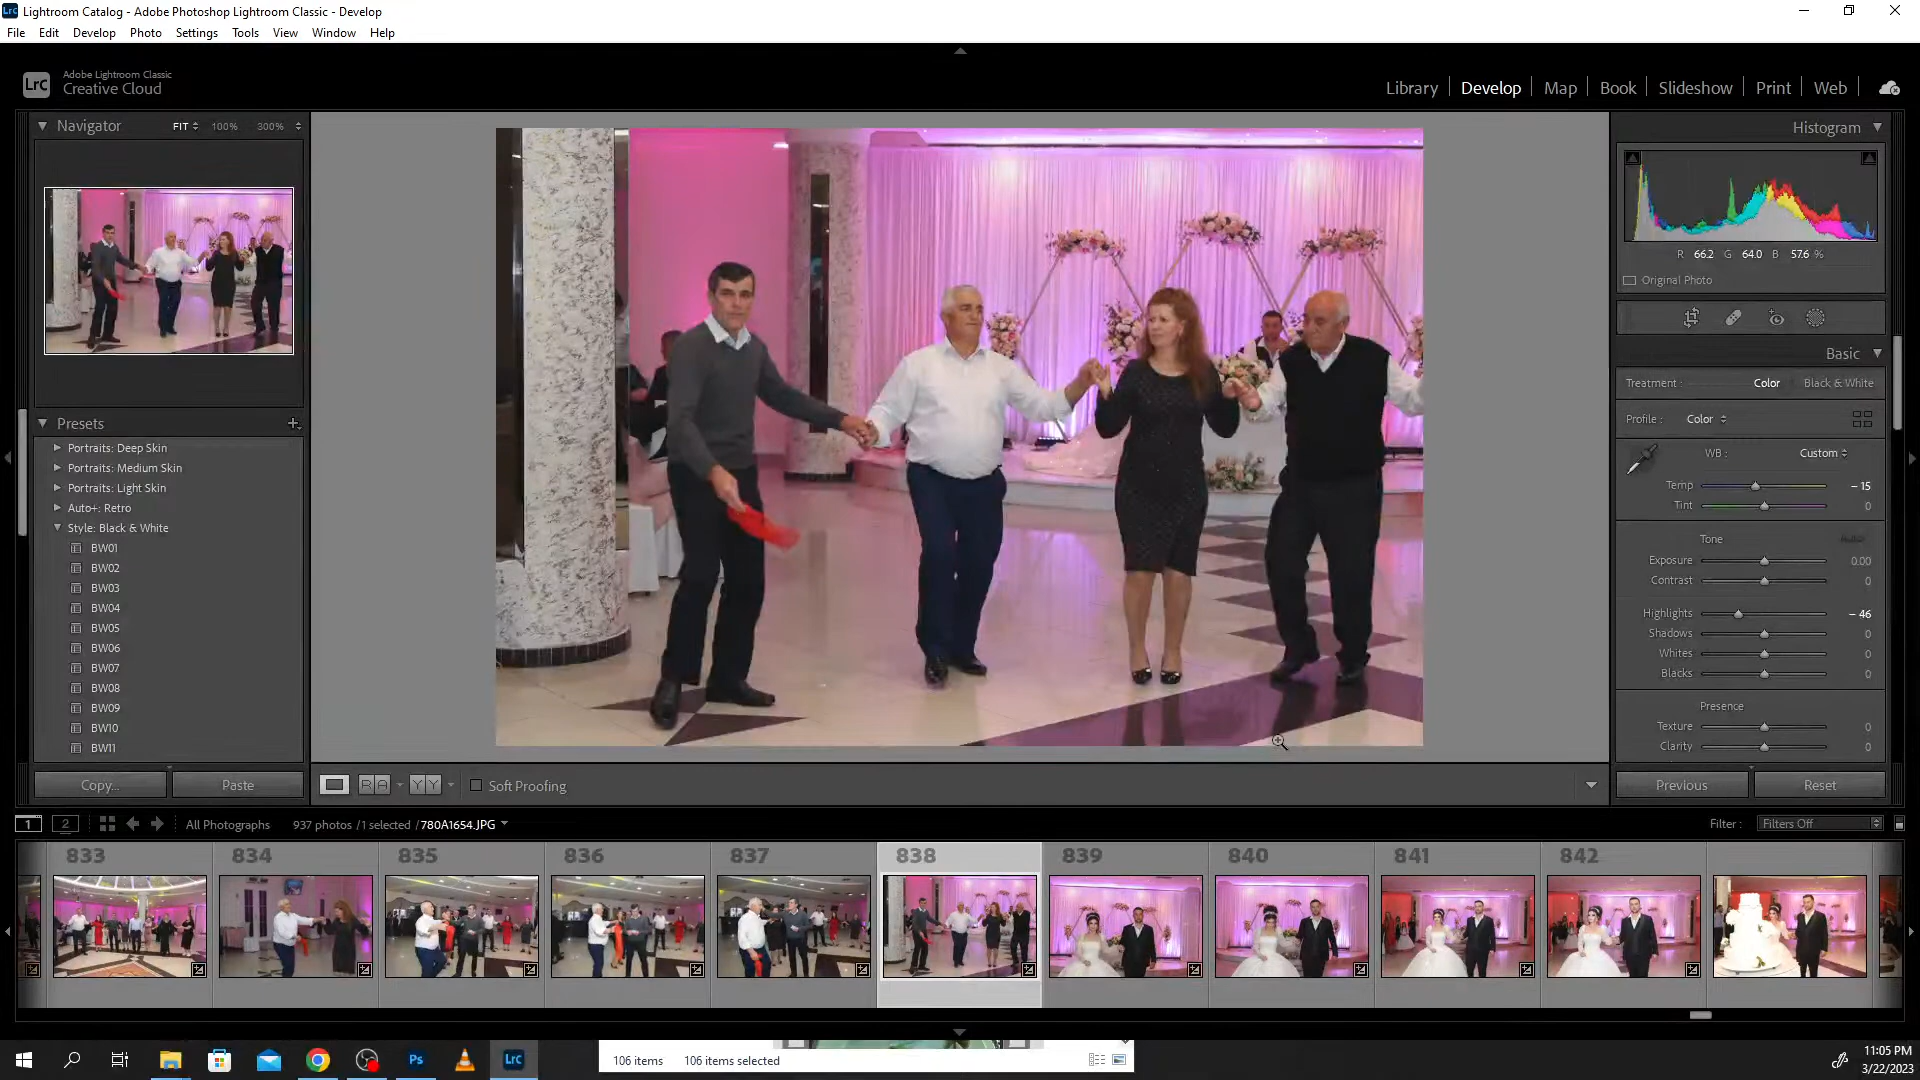 Lightroom Catalog - Adobe Photoshop Lightroom Classic - Develop
File Edit Develop Photo Settings Tools View Window Help
LrC Adobe Lightroom Classic
Creative Cloud
Library Develop Map Book Slideshow Print Web
Navigator FIT 100% 300%
Histogram
R 66.2 G 64.0 B 57.6 %
Original Photo
Basic
Treatment : Color Black & White
Profile : Color
WB : Custom
Temp – 15
Tint 0
Tone
Exposure 0.00
Contrast 0
Highlights – 46
Shadows 0
Whites 0
Blacks 0
Presence
Texture 0
Clarity 0
Previous Reset
Presets
Portraits: Deep Skin
Portraits: Medium Skin
Portraits: Light Skin
Auto+: Retro
Style: Black & White
BW01
BW02
BW03
BW04
BW05
BW06
BW07
BW08
BW09
BW10
BW11
Copy... Paste
R A Y Y Soft Proofing
1 2 All Photographs 937 photos / 1 selected / 780A1654.JPG Filter : Filters Off
833 834 835 836 837 838 839 840 841 842
Ps LrC 106 items 106 items selected
11:05 PM
3/22/2023